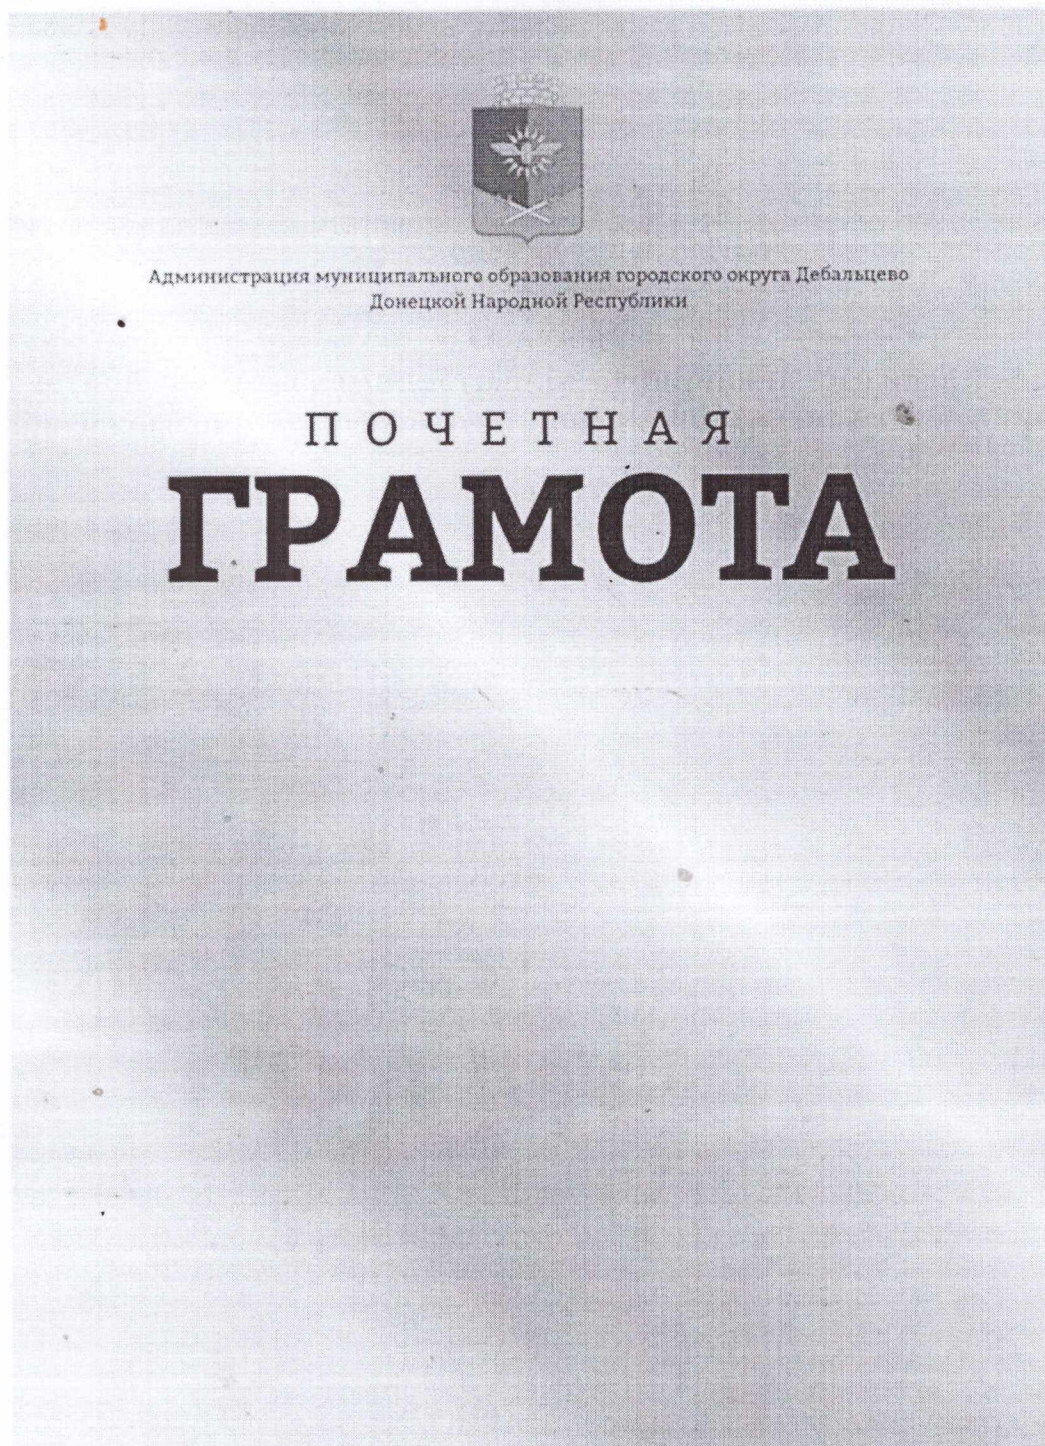 Администрация муниципального образования городского округа Дебальцево
Донецкой Народной Республики
ПОЧЕТНАЯ
ГРАМОТА